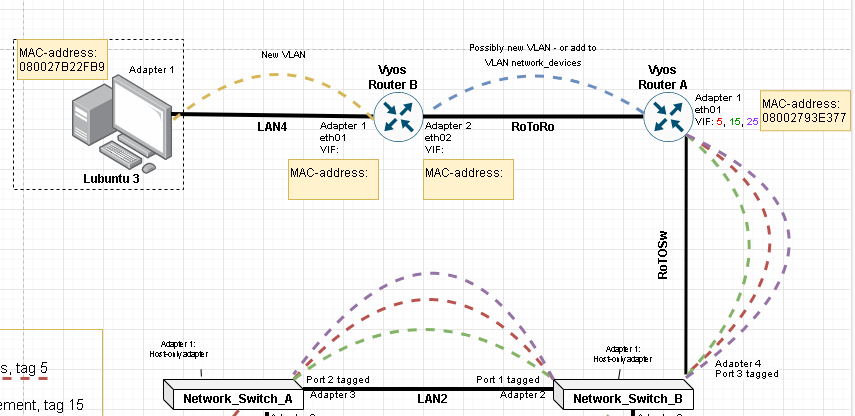 MAC-address:
080027B22FB9
Adapter 1
Lubuntu 3
New VLAN
LAN4
Vyos
Router B
Adapter 1
eth01
VIF:
MAC-address:
Adapter 2
eth02
VIF:
MAC-address:
Possibly new VLAN - or add to
VLAN network_devices
RoToRo
Vyos
Router A
Adapter 1
eth01
VIF: 5, 15, 25
MAC-address:
08002793E377
RoTOSw
s, tag 5
ement, tag 15
Adapter 1:
Host-only adapter
Network_Switch_A
Port 2 tagged
Adapter 3
LAN2
Port 1 tagged
Adapter 2
Adapter 1:
Host-only adapter
Network_Switch_B
Adapter 4
Port 3 tagged